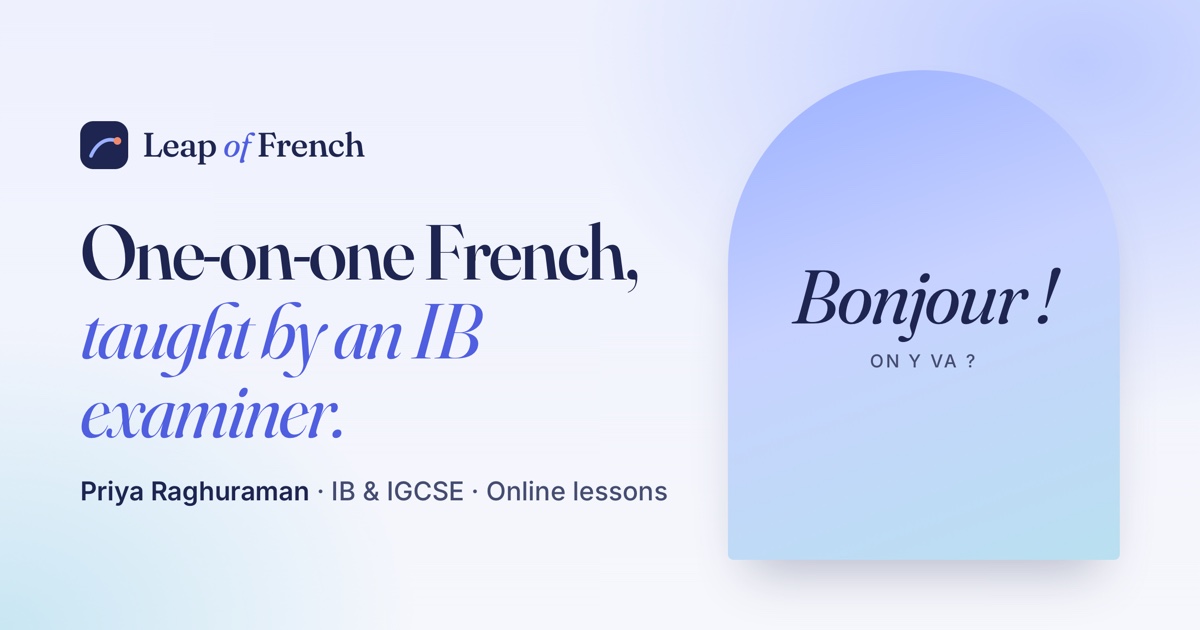 Leap of French
One-on-one French,
taught by an IB
examiner.
Priya Raghuraman · IB & IGCSE · Online lessons
Bonjour !
ON Y VA ?